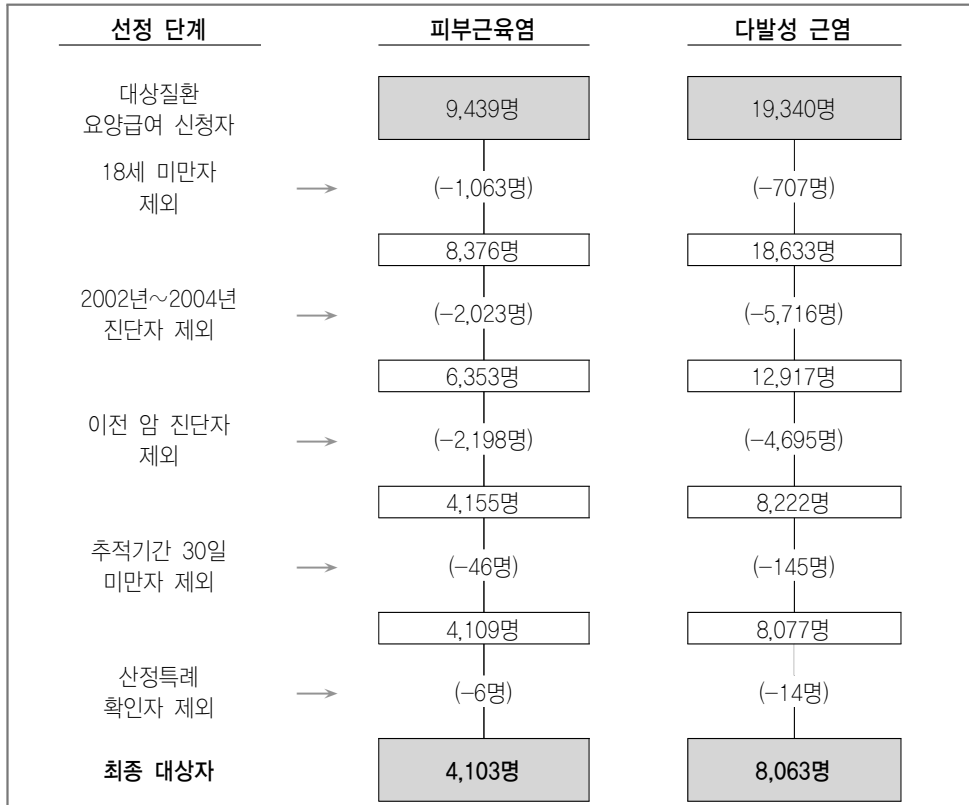 선정 단계 피부근육염 다발성 근염
대상질환
요양급여 신청자
9,439명 19,340명
18세 미만자
제외
→ (−1,063명) (−707명)
8,376명 18,633명
2002년～2004년
진단자 제외
→ (−2,023명) (−5,716명)
6,353명 12,917명
이전 암 진단자
제외
→ (−2,198명) (−4,695명)
4,155명 8,222명
추적기간 30일
미만자 제외
→ (−46명) (−145명)
4,109명 8,077명
산정특례
확인자 제외
→ (−6명) (−14명)
최종 대상자 4,103명 8,063명